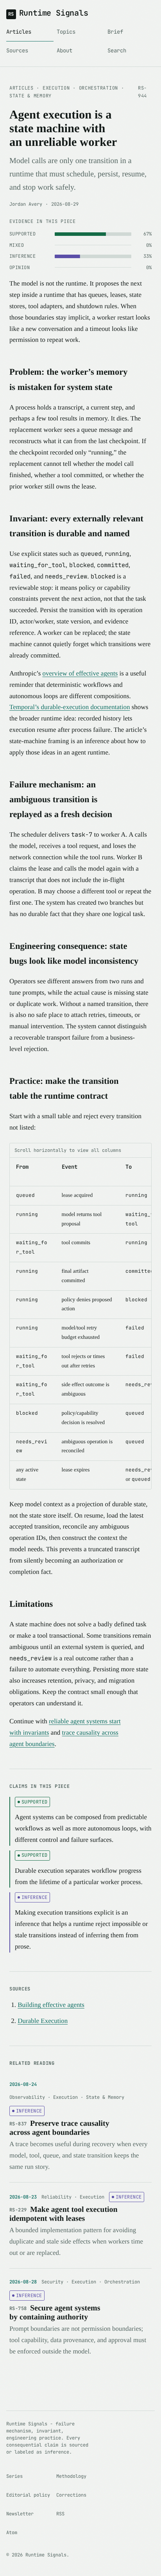 RS Runtime Signals
Articles Topics Brief
Sources About Search
ARTICLES · EXECUTION · ORCHESTRATION · RS-
STATE & MEMORY 944
Agent execution is a
state machine with
an unreliable worker
Model calls are only one transition in a
runtime that must schedule, persist, resume,
and stop work safely.
Jordan Avery · 2026-08-29
EVIDENCE IN THIS PIECE
SUPPORTED 67%
MIXED 0%
INFERENCE 33%
OPINION 0%
The model is not the runtime. It proposes the next
step inside a runtime that has queues, leases, state
stores, tool adapters, and shutdown rules. When
those boundaries stay implicit, a worker restart looks
like a new conversation and a timeout looks like
permission to repeat work.
Problem: the worker's memory
is mistaken for system state
A process holds a transcript, a current step, and
perhaps a few tool results in memory. It dies. The
replacement worker sees a queue message and
reconstructs what it can from the last checkpoint. If
the checkpoint recorded only “running,” the
replacement cannot tell whether the model call
finished, whether a tool committed, or whether the
prior worker still owns the lease.
Invariant: every externally relevant
transition is durable and named
Use explicit states such as queued, running,
waiting_for_tool, blocked, committed,
failed, and needs_review. blocked is a
reviewable stop: it means policy or capability
constraints prevent the next action, not that the task
succeeded. Persist the transition with its operation
ID, actor/worker, state version, and evidence
reference. A worker can be replaced; the state
machine cannot quietly forget which side effects were
already committed.
Anthropic’s overview of effective agents is a useful
reminder that deterministic workflows and
autonomous loops are different compositions.
Temporal’s durable-execution documentation shows
the broader runtime idea: recorded history lets
execution resume after process failure. The article’s
state-machine framing is an inference about how to
apply those ideas in an agent runtime.
Failure mechanism: an
ambiguous transition is
replayed as a fresh decision
The scheduler delivers task-7 to worker A. A calls
the model, receives a tool request, and loses the
network connection while the tool runs. Worker B
claims the lease and calls the model again with a
transcript that does not include the in-flight
operation. B may choose a different tool or repeat the
first one. The system has created two branches but
has no durable fact that they share one logical task.
Engineering consequence: state
bugs look like model inconsistency
Operators see different answers from two runs and
tune prompts, while the actual cause is a missing lease
or duplicate work. Without a named transition, there
is also no safe place to attach retries, timeouts, or
manual intervention. The system cannot distinguish
a recoverable transport failure from a business-
level rejection.
Practice: make the transition
table the runtime contract
Start with a small table and reject every transition
not listed:
Scroll horizontally to view all columns
From Event To
queued lease acquired running
running model returns tool proposal waiting_
tool
waiting_fo
r_tool tool commits running
running final artifact
committed committe
running policy denies proposed
action blocked
running model/tool retry
budget exhausted failed
waiting_fo
r_tool tool rejects or times
out after retries failed
waiting_fo
r_tool side effect outcome is
ambiguous needs_re
blocked policy/capability
decision is resolved queued
needs_revi
ew ambiguous operation is
reconciled queued
any active
state lease expires needs_re
or queued
Keep model context as a projection of durable state,
not the state store itself. On resume, load the latest
accepted transition, reconcile any ambiguous
operation IDs, then construct the context the
model needs. This prevents a truncated transcript
from silently becoming an authorization or
completion fact.
Limitations
A state machine does not solve a badly defined task
or make a tool transactional. Some transitions remain
ambiguous until an external system is queried, and
needs_review is a real outcome rather than a
failure to automate everything. Persisting more state
also increases retention, privacy, and migration
obligations. Keep the contract small enough that
operators can understand it.
Continue with reliable agent systems start
with invariants and trace causality across
agent boundaries.
CLAIMS IN THIS PIECE
SUPPORTED
Agent systems can be composed from predictable
workflows as well as more autonomous loops, with
different control and failure surfaces.
SUPPORTED
Durable execution separates workflow progress
from the lifetime of a particular worker process.
INFERENCE
Making execution transitions explicit is an
inference that helps a runtime reject impossible or
stale transitions instead of inferring them from
prose.
SOURCES
1. Building effective agents
2. Durable Execution
RELATED READING
2026-08-24
Observability · Execution · State & Memory
INFERENCE
RS-837 Preserve trace causality
across agent boundaries
A trace becomes useful during recovery when every
model, tool, queue, and state transition keeps the
same run story.
2026-08-23 Reliability · Execution INFERENCE
RS-229 Make agent tool execution
idempotent with leases
A bounded implementation pattern for avoiding
duplicate and stale side effects when workers time
out or are replaced.
2026-08-28 Security · Execution · Orchestration
INFERENCE
RS-758 Secure agent systems
by containing authority
Prompt boundaries are not permission boundaries;
tool capability, data provenance, and approval must
be enforced outside the model.
Runtime Signals · failure
mechanism, invariant,
engineering practice. Every
consequential claim is sourced
or labeled as inference.
Series Methodology
Editorial policy Corrections
Newsletter RSS
Atom
© 2026 Runtime Signals.